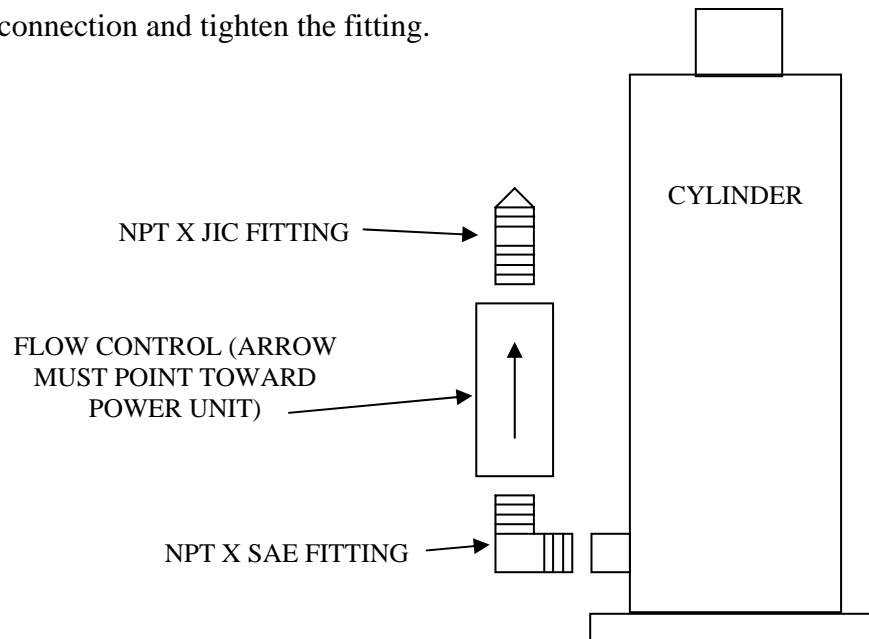 connection and tighten the fitting.
CYLINDER
NPT X JIC FITTING
FLOW CONTROL (ARROW
MUST POINT TOWARD
POWER UNIT)
NPT X SAE FITTING